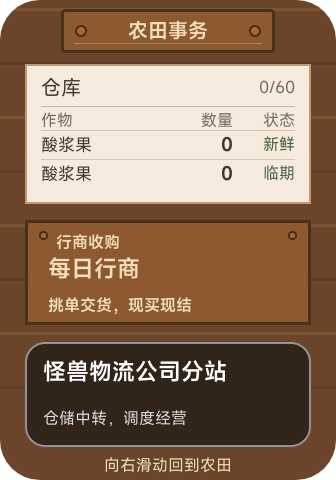 农田事务
仓库 0/60
作物 数量 状态
酸浆果 0 新鲜
酸浆果 0 临期
行商收购
每日行商
挑单交货，现买现结
怪兽物流公司分站
仓储中转，调度经营
向右滑动回到农田